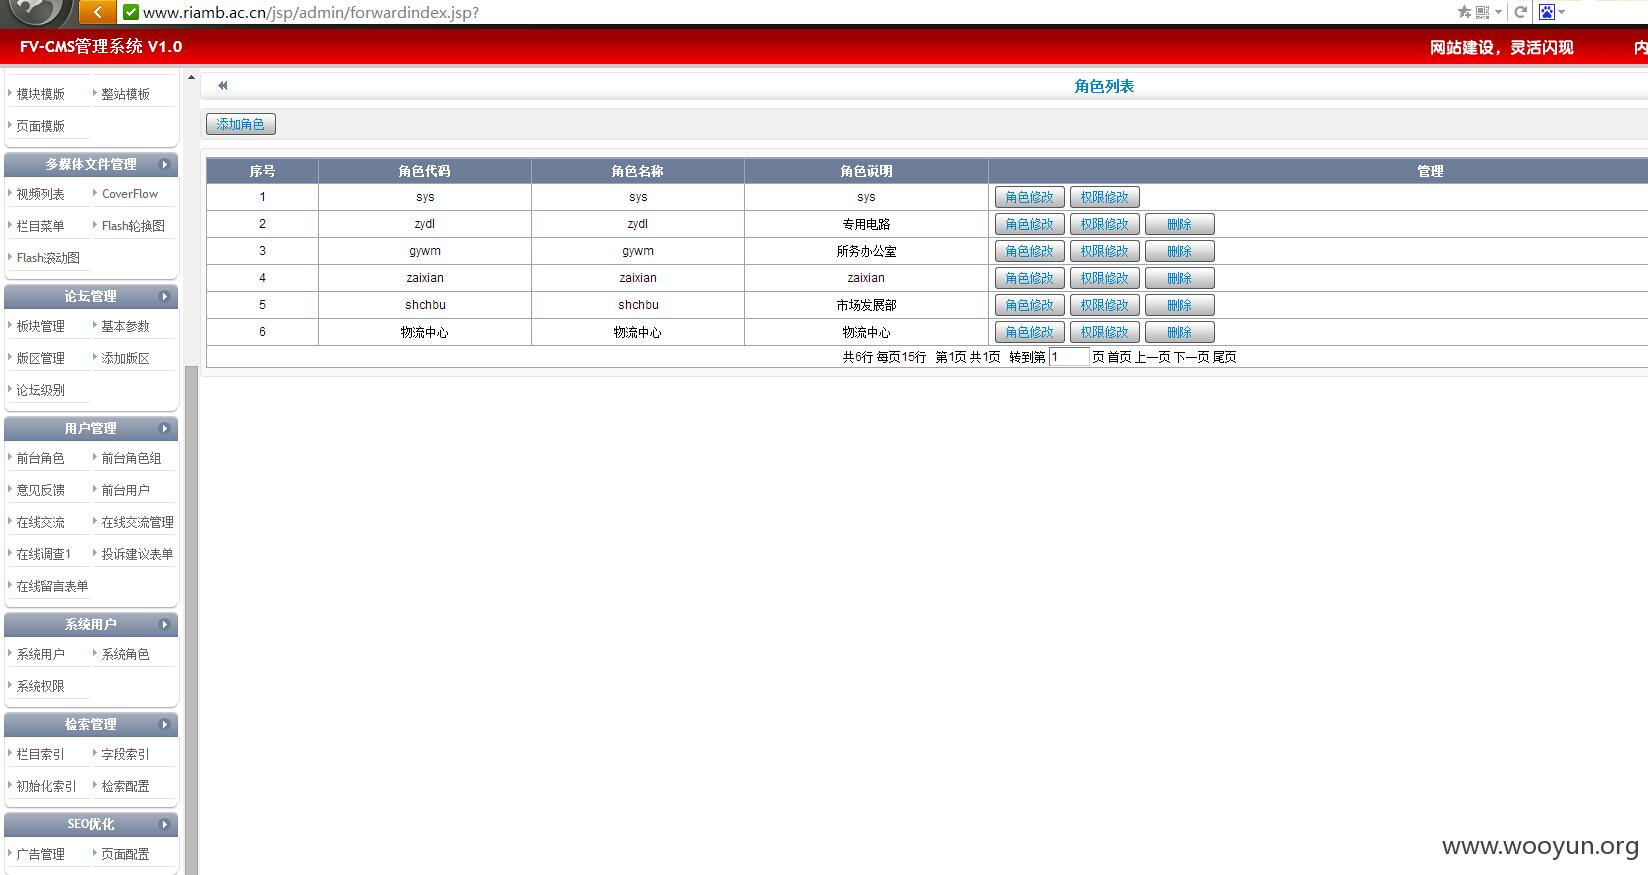 www.riamb.ac.cn/jsp/admin/forwardindex.jsp?
FV-CMS管理系统 V1.0
网站建设，灵活闪现
内
模块模版 整站模板
页面模版
多媒体文件管理
视频列表 CoverFlow
栏目菜单 Flash轮换图
Flash滚动图
论坛管理
板块管理 基本参数
版区管理 添加版区
论坛级别
用户管理
前台角色 前台角色组
意见反馈 前台用户
在线交流 在线交流管理
在线调查1 投诉建议表单
在线留言表单
系统用户
系统用户 系统角色
系统权限
检索管理
栏目索引 字段索引
初始化索引 检索配置
SEO优化
广告管理 页面配置
角色列表
添加角色
序号 角色代码 角色名称 角色说明 管理
1 sys sys sys 角色修改 权限修改
2 zydl zydl 专用电路 角色修改 权限修改 删除
3 gywm gywm 所务办公室 角色修改 权限修改 删除
4 zaixian zaixian zaixian 角色修改 权限修改 删除
5 shchbu shchbu 市场发展部 角色修改 权限修改 删除
6 物流中心 物流中心 物流中心 角色修改 权限修改 删除
共6行 每页15行 第1页 共1页 转到第 1 页 首页 上一页 下一页 尾页
www.wooyun.org